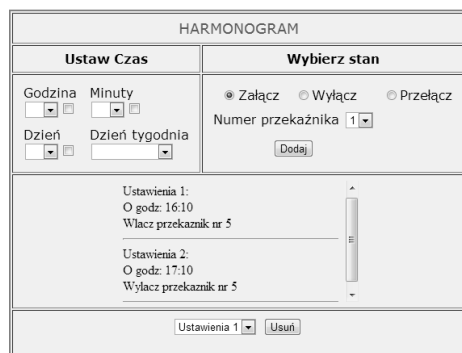 HARMONOGRAM
Ustaw Czas
Wybierz stan
Godzina Minuty
Dzień Dzień tygodnia
Załącz Wyłącz Przełącz
Numer przekaźnika 1
Dodaj
Ustawienia 1:
O godz: 16:10
Wlacz przekaznik nr 5
Ustawienia 2:
O godz: 17:10
Wylacz przekaznik nr 5
Ustawienia 1 Usuń